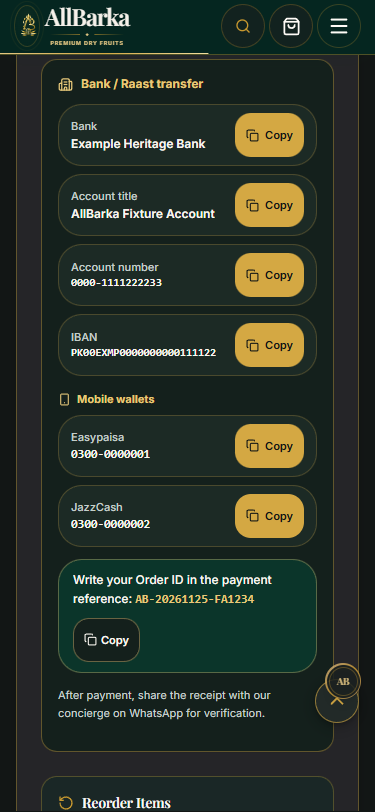 AllBarka
PREMIUM DRY FRUITS
Bank / Raast transfer
Bank
Example Heritage Bank
Copy
Account title
AllBarka Fixture Account
Copy
Account number
0000-1111222233
Copy
IBAN
PK00EXMP0000000000111122
Copy
Mobile wallets
Easypaisa
0300-0000001
Copy
JazzCash
0300-0000002
Copy
Write your Order ID in the payment
reference: AB-20261125-FA1234
Copy
AB
After payment, share the receipt with our
concierge on WhatsApp for verification.
Reorder Items